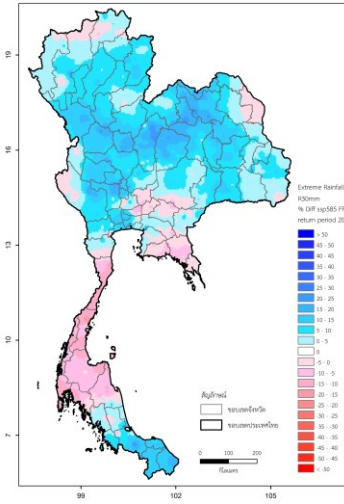 19
16
13
10
7
99
102
105
Extreme Rainfall
R50mm
% Diff ssp585 FF
return period 20
> 50
45 - 50
40 - 45
35 - 40
30 - 35
25 - 30
20 - 25
15 - 20
10 - 15
5 - 10
0 - 5
0
-5 - 0
-10 - -5
-15 - -10
-20 - -15
-25 - -20
-30 - -25
-35 - -30
-40 - -35
-45 - -40
-50 - -45
< -50
สัญลักษณ์
ขอบเขตจังหวัด
ขอบเขตประเทศไทย
0 100 200
กิโลเมตร